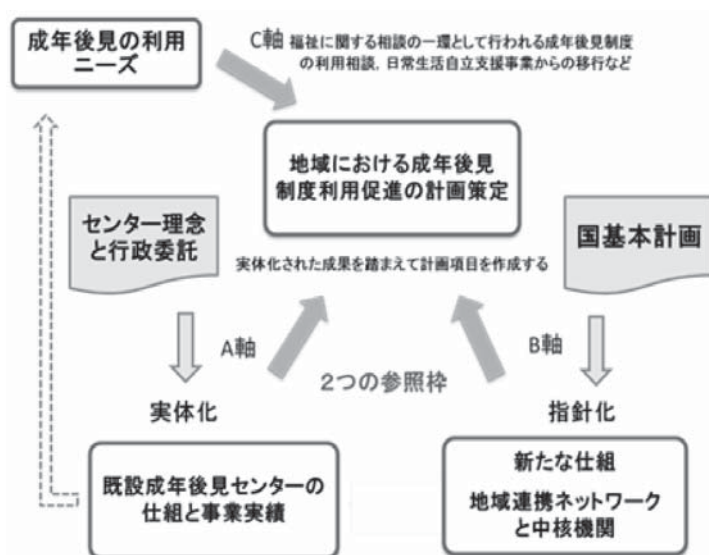 成年後見の利用
ニーズ
C軸 福祉に関する相談の一環として行われる成年後見制度
の利用相談, 日常生活自立支援事業からの移行など
地域における成年後見
制度利用促進の計画策定
センター理念
と行政委託
国基本計画
実体化された成果を踏まえて計画項目を作成する
A軸
B軸
2つの参照枠
実体化
指針化
既設成年後見センターの
仕組と事業実績
新たな仕組
地域連携ネットワーク
と中核機関